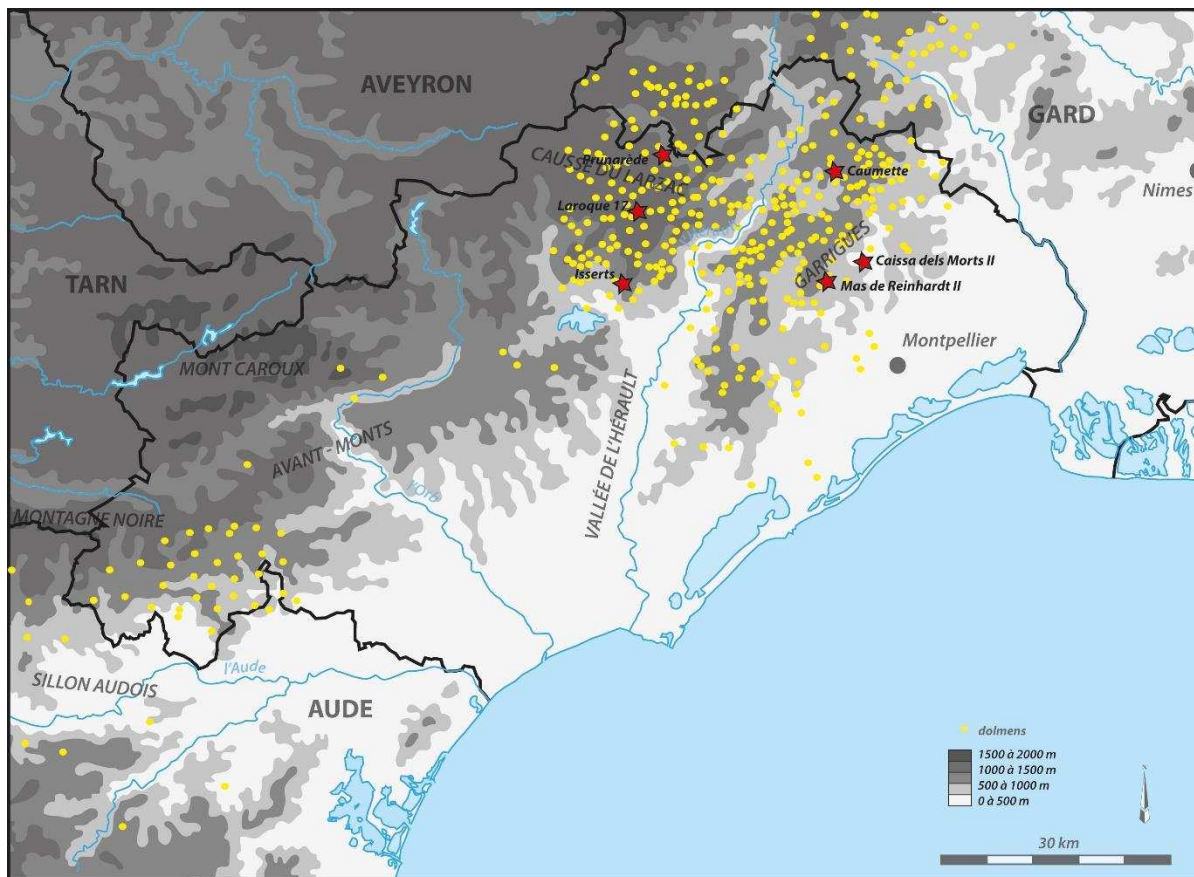 AVEYRON
GARD
Prunarède
CAUSSE DU LARZAC
Caumette
Nimes
Laroque 17
GARRIGUES
TARN
Isserts
Caissa dels Morts II
Mas de Reinhardt II
Montpellier
MONT CAROUX
VALLÉE DE L'HÉRAULT
AVANT - MONTS
l'Orb
MONTAGNE NOIRE
l'Aude
SILLON AUDOIS
AUDE
dolmens
1500 à 2000 m
1000 à 1500 m
500 à 1000 m
0 à 500 m
30 km